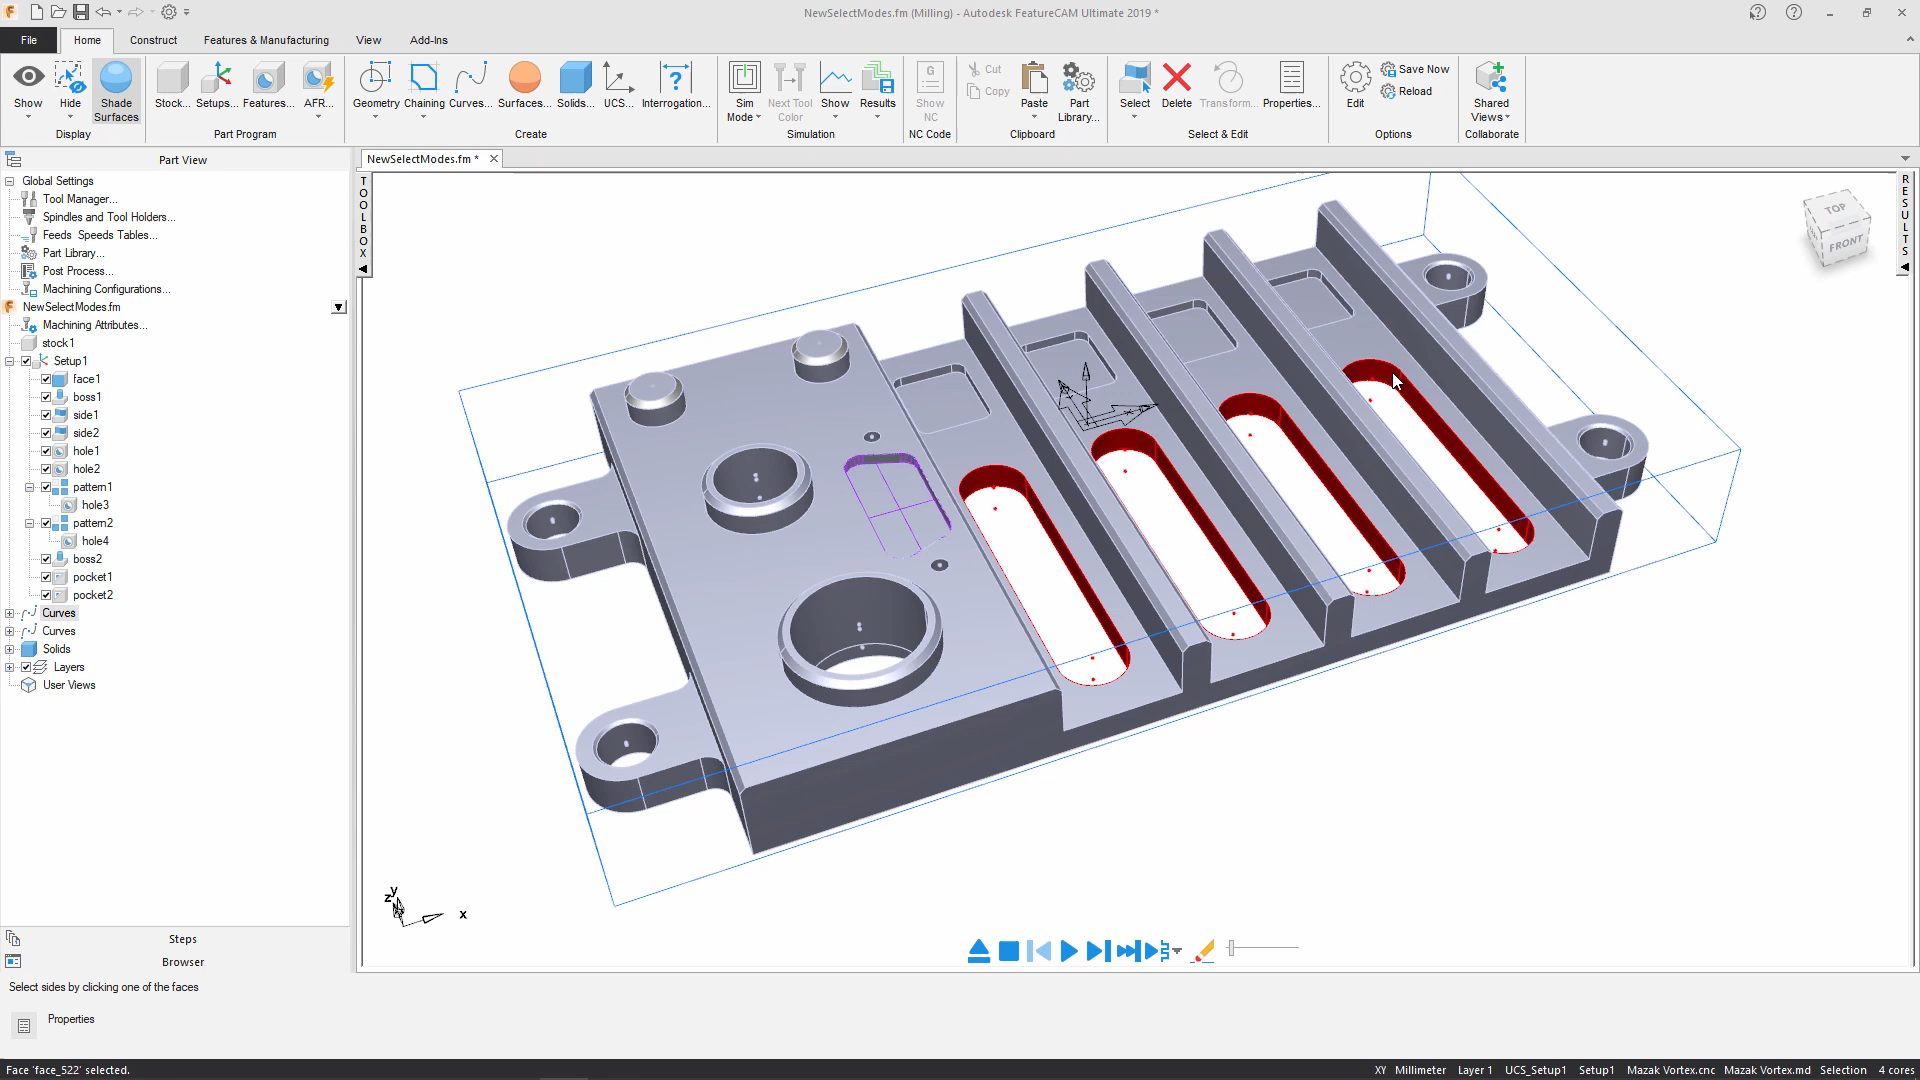 NewSelectModes.fm (Milling) - Autodesk FeatureCAM Ultimate 2019 *
File
Home
Construct
Features & Manufacturing
View
Add-Ins
Show
Hide
Shade
Surfaces
Display
Stock...
Setups...
Features...
AFR...
Part Program
Geometry
Chaining
Curves...
Surfaces...
Solids...
UCS...
Interrogation...
Create
Sim
Mode
Next Tool
Color
Show
Results
Simulation
G
N
Show
NC
NC Code
Cut
Copy
Paste
Part
Library...
Clipboard
Select
Delete
Transform...
Properties...
Select & Edit
Edit
Save Now
Reload
Options
Shared
Views
Collaborate
Part View
NewSelectModes.fm *
Global Settings
Tool Manager...
Spindles and Tool Holders...
Feeds Speeds Tables...
Part Library...
Post Process...
Machining Configurations...
NewSelectModes.fm
Machining Attributes...
stock1
Setup1
face1
boss1
side1
side2
hole1
hole2
pattern1
hole3
pattern2
hole4
boss2
pocket1
pocket2
Curves
Curves
Solids
Layers
User Views
TOOLBOX
TOP
FRONT
RESULTS
z
y
x
Steps
Browser
Select sides by clicking one of the faces
Properties
Face 'face_522' selected.
XY Millimeter Layer 1 UCS_Setup1 Setup1 Mazak Vortex.cnc Mazak Vortex.md Selection 4 cores